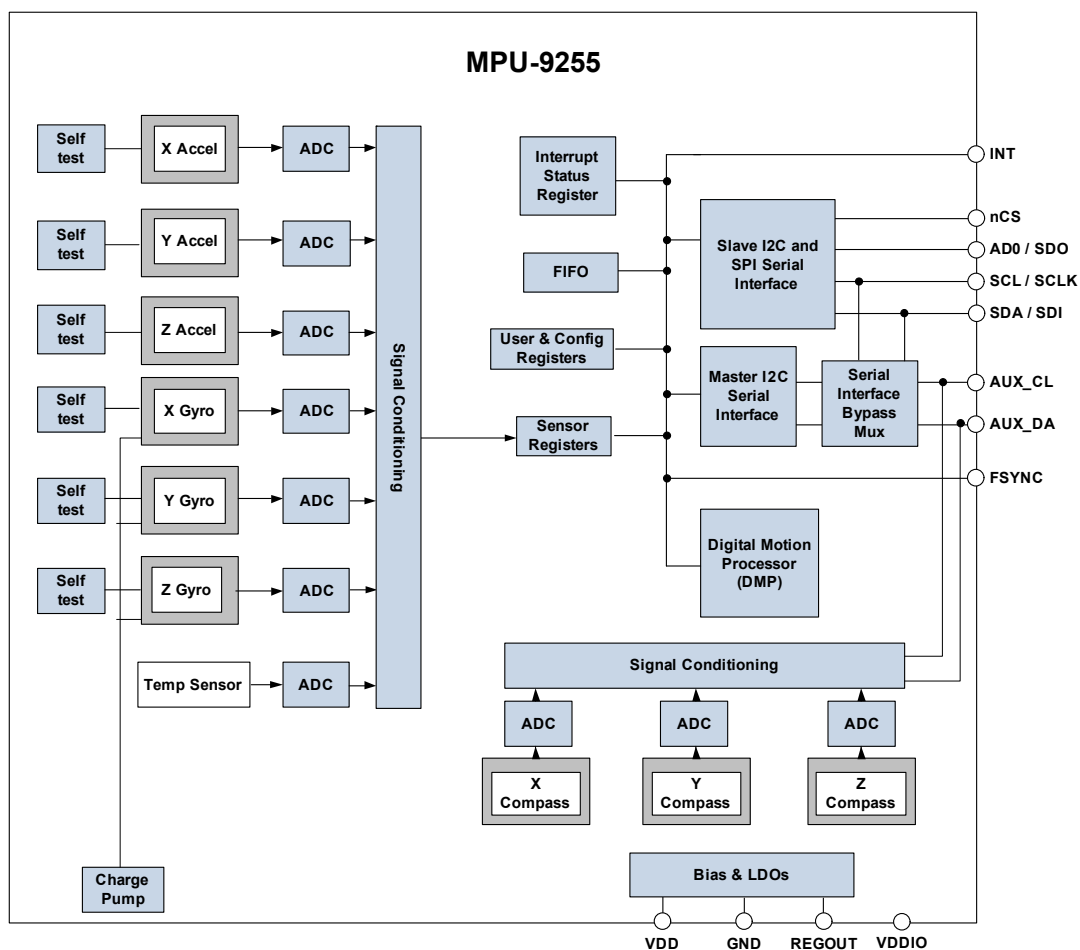 MPU-9255
Self
test
X Accel
ADC
Self
test
Y Accel
ADC
Self
test
Z Accel
ADC
Self
test
X Gyro
ADC
Self
test
Y Gyro
ADC
Self
test
Z Gyro
ADC
Temp Sensor
ADC
Signal Conditioning
Charge
Pump
Interrupt
Status
Register
FIFO
User & Config
Registers
Sensor
Registers
Slave I2C and
SPI Serial
Interface
Master I2C
Serial
Interface
Serial
Interface
Bypass
Mux
Digital Motion
Processor
(DMP)
INT
nCS
AD0 / SDO
SCL / SCLK
SDA / SDI
AUX_CL
AUX_DA
FSYNC
Signal Conditioning
ADC
ADC
ADC
X
Compass
Y
Compass
Z
Compass
Bias & LDOs
VDD
GND
REGOUT
VDDIO